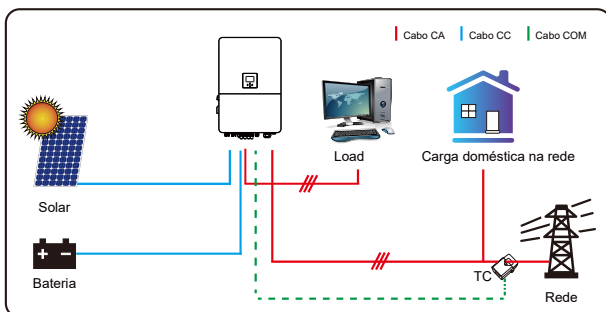 Cabo CA
Cabo CC
Cabo COM
Load
Carga doméstica na rede
Solar
Bateria
TC
Rede